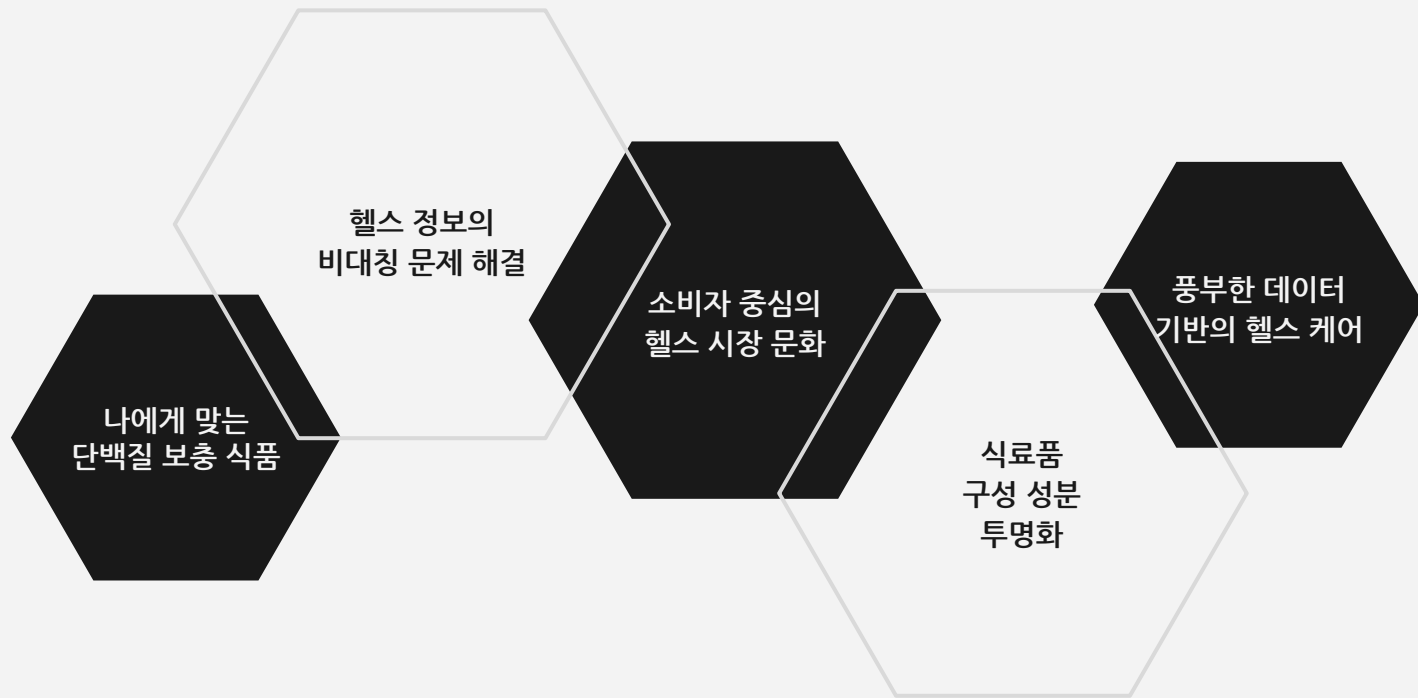 나에게 맞는
단백질 보충 식품
헬스 정보의
비대칭 문제 해결
소비자 중심의
헬스 시장 문화
식료품
구성 성분
투명화
풍부한 데이터
기반의 헬스 케어